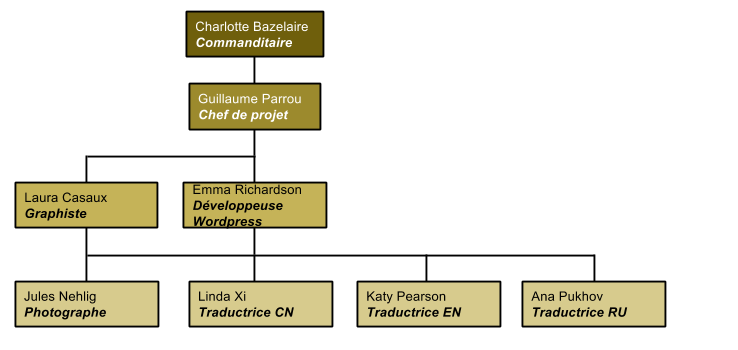 Charlotte Bazelaire
Commanditaire
Guillaume Parrou
Chef de projet
Laura Casaux
Graphiste
Emma Richardson
Développeuse
Wordpress
Jules Nehlig
Photographe
Linda Xi
Traductrice CN
Katy Pearson
Traductrice EN
Ana Pukhov
Traductrice RU